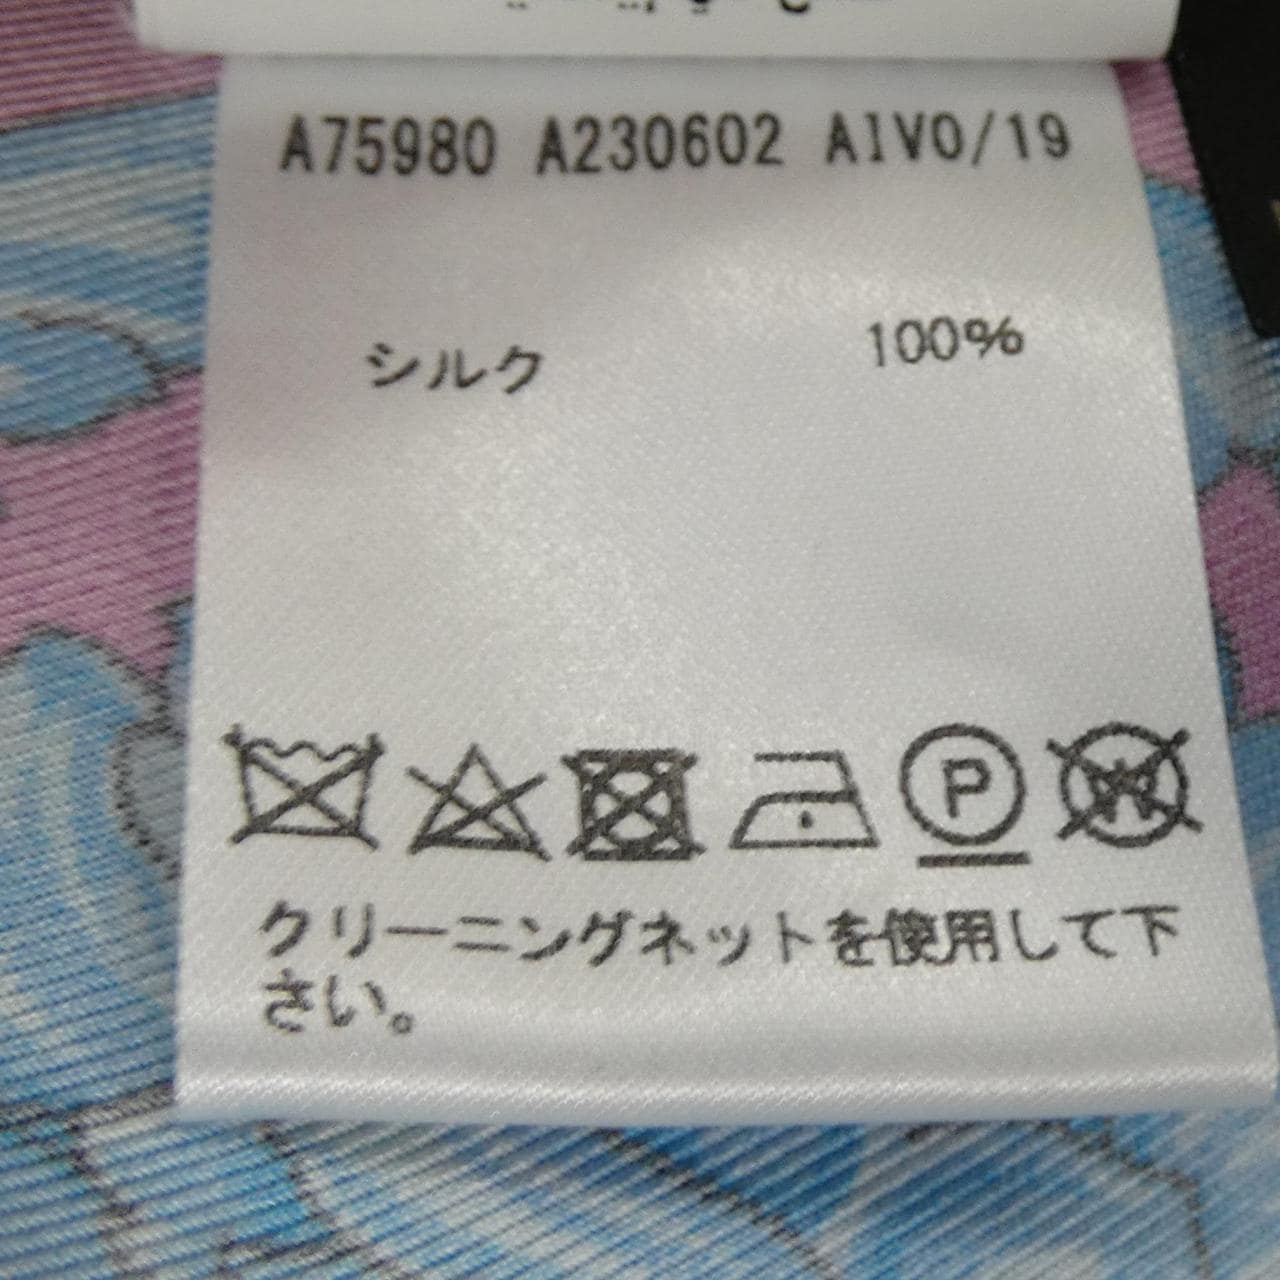 A75980 A230602 AIVO/19
シルク 100%
P
W
クリーニングネットを使用して下
さい。